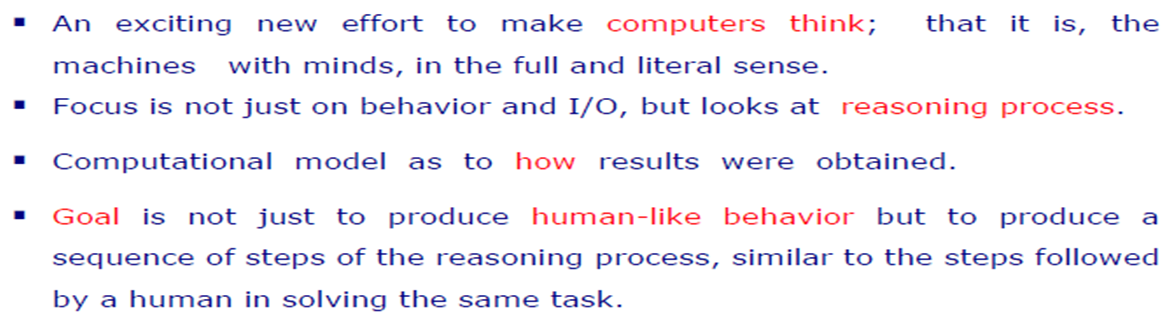 ▪ An exciting new effort to make computers think; that it is, the
machines with minds, in the full and literal sense.
▪ Focus is not just on behavior and I/O, but looks at reasoning process.
▪ Computational model as to how results were obtained.
▪ Goal is not just to produce human-like behavior but to produce a
sequence of steps of the reasoning process, similar to the steps followed
by a human in solving the same task.